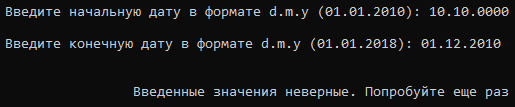 Введите начальную дату в формате d.m.y (01.01.2010): 10.10.0000
Введите конечную дату в формате d.m.y (01.01.2018): 01.12.2010
Введенные значения неверные. Попробуйте еще раз